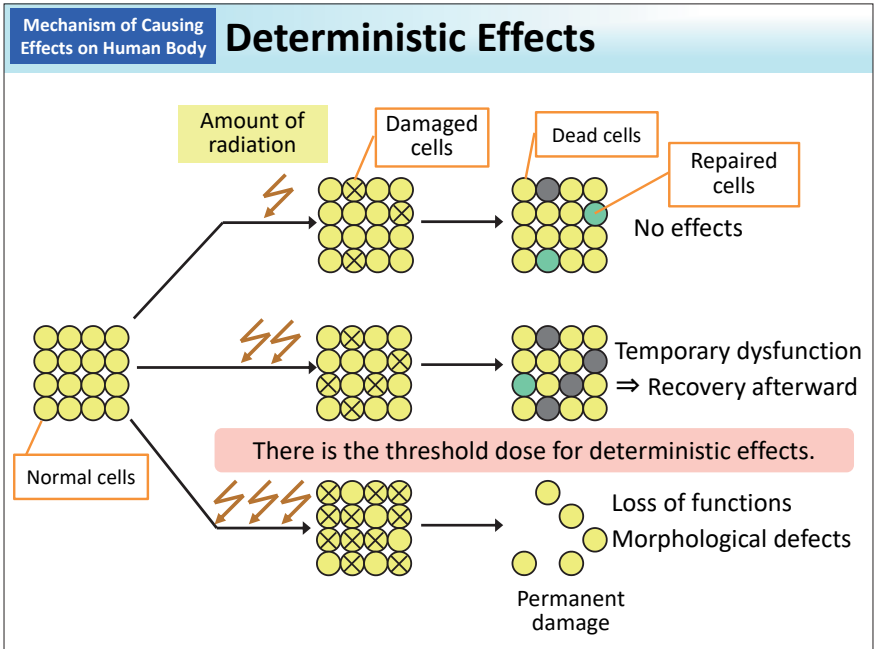 Mechanism of Causing
Effects on Human Body
Deterministic Effects
Amount of
radiation
Damaged
cells
Dead cells
Repaired
cells
No effects
Temporary dysfunction
⇒ Recovery afterward
There is the threshold dose for deterministic effects.
Normal cells
Loss of functions
Morphological defects
Permanent
damage